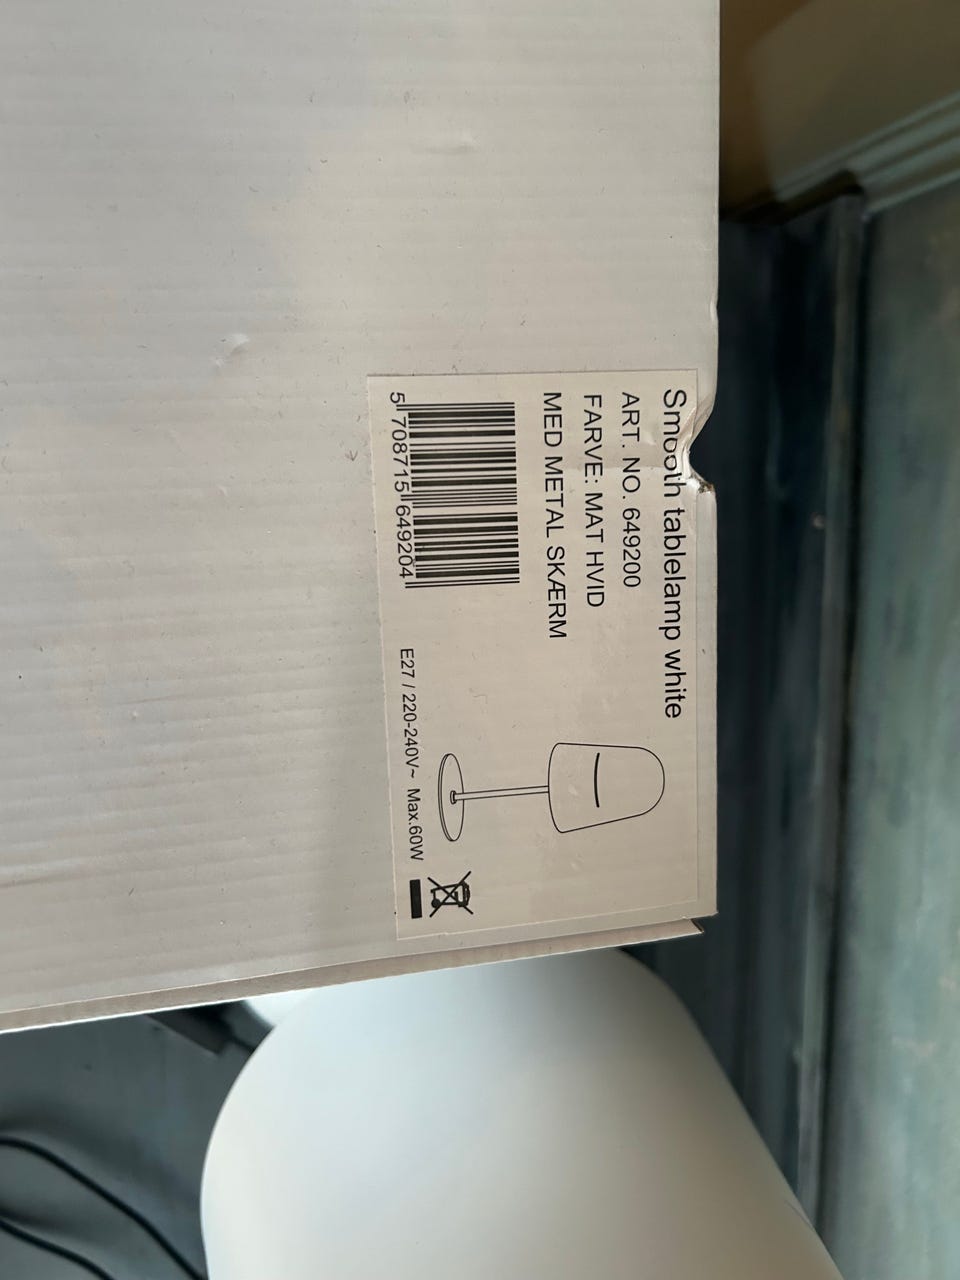 Smooth tablelamp white
ART. NO. 649200
FARVE: MAT HVID
MED METAL SKÆRM
5 708715 649204
E27 / 220-240V~ Max.60W